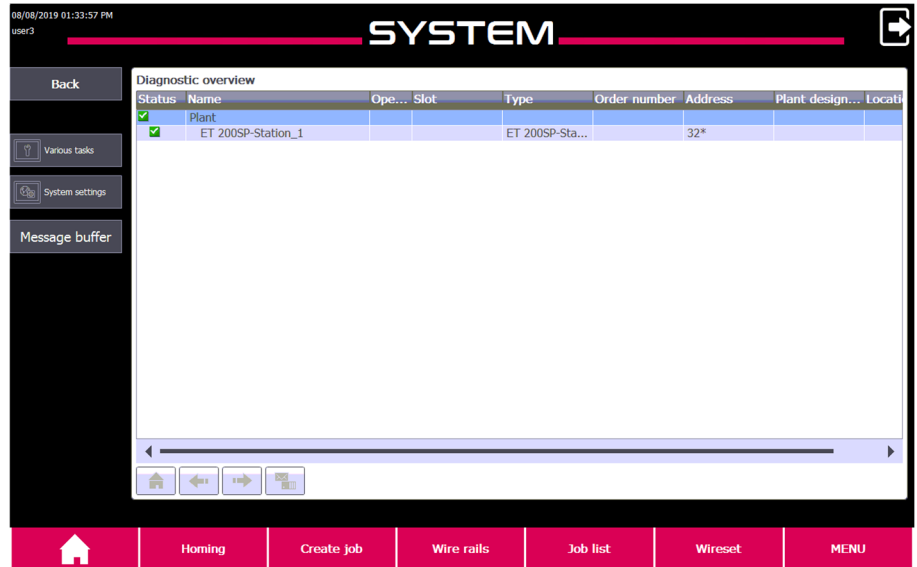 08/08/2019 01:33:57 PM
user3
SYSTEM
Back
Various tasks
System settings
Message buffer
Diagnostic overview
Status Name Ope... Slot Type Order number Address Plant design... Locati
Plant
ET 200SP-Station_1 ET 200SP-Sta... 32*
Homing Create job Wire rails Job list Wireset MENU